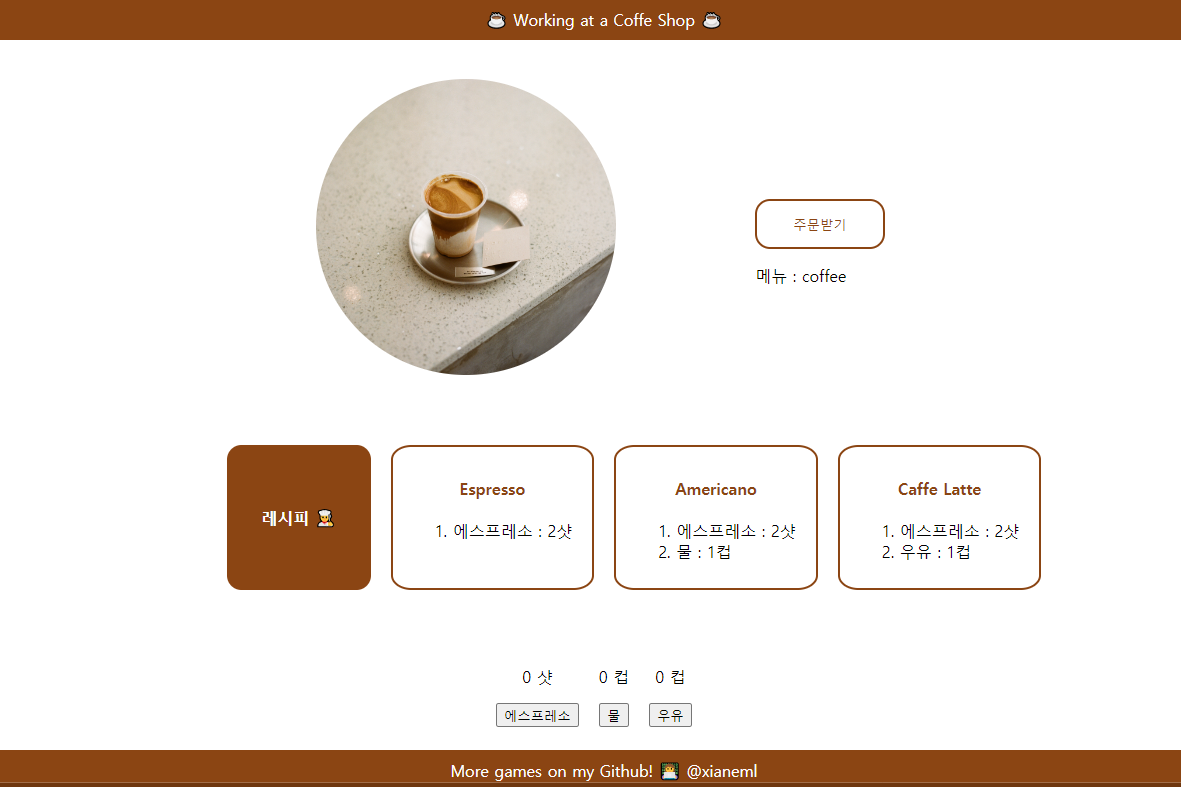 ☕ Working at a Coffe Shop ☕
주문받기
메뉴 : coffee
레시피 👩‍🍳
Espresso
1. 에스프레소 : 2샷
Americano
1. 에스프레소 : 2샷
2. 물 : 1컵
Caffe Latte
1. 에스프레소 : 2샷
2. 우유 : 1컵
0 샷
0 컵
0 컵
에스프레소
물
우유
More games on my Github! 👩‍💻 @xianeml